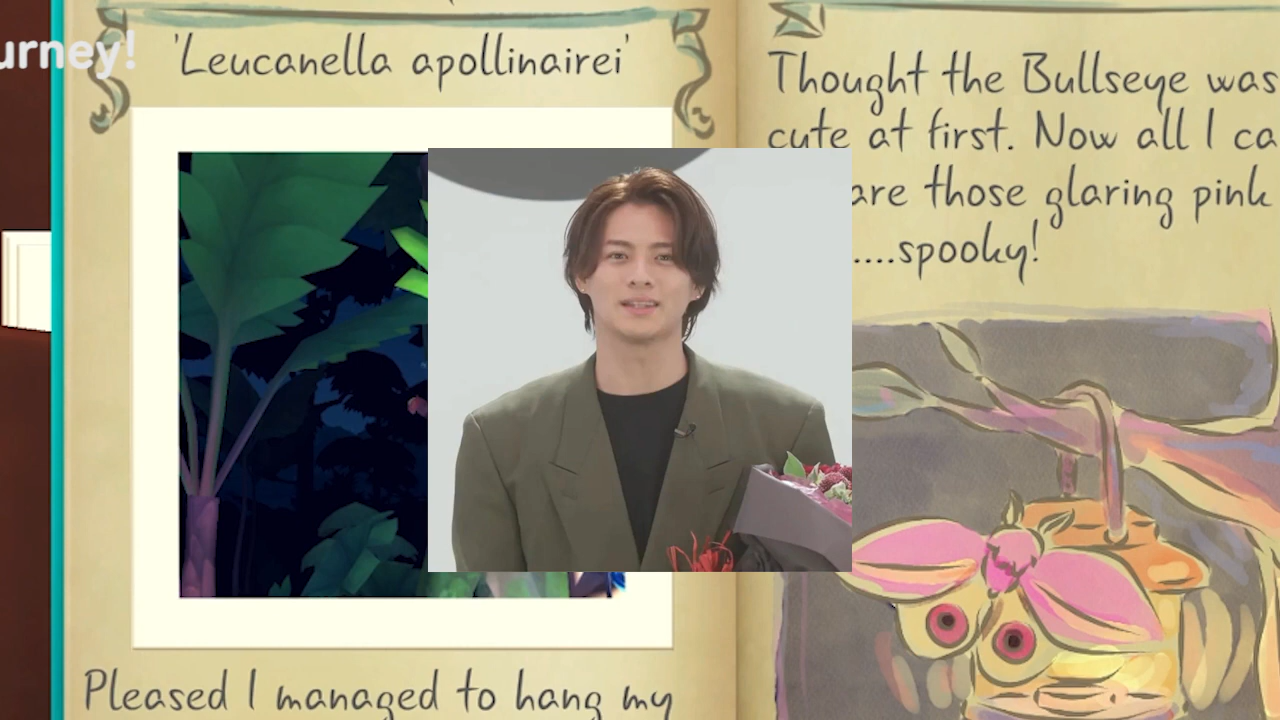 urney!
'Leucanella apollinairei'
Pleased I managed to hang my
Thought the Bullseye was
cute at first. Now all I ca
are those glaring pink
....spooky!